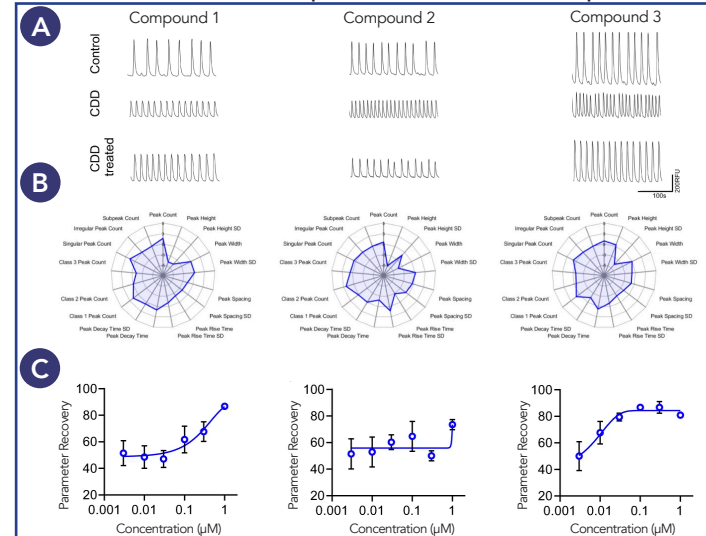 A
Compound 1
Compound 2
Compound 3
Control
CDD
CDD
treated
200RFU
100s
B
Peak Count
Peak Height
Peak Height SD
Peak Width
Peak Width SD
Peak Spacing
Peak Spacing SD
Peak Rise Time
Peak Rise Time SD
Peak Decay Time
Peak Decay Time SD
Class 1 Peak Count
Class 2 Peak Count
Class 3 Peak Count
Singular Peak Count
Irregular Peak Count
Subpeak Count
Peak Count
Peak Height
Peak Height SD
Peak Width
Peak Width SD
Peak Spacing
Peak Spacing SD
Peak Rise Time
Peak Rise Time SD
Peak Decay Time
Peak Decay Time SD
Class 1 Peak Count
Class 2 Peak Count
Class 3 Peak Count
Singular Peak Count
Irregular Peak Count
Subpeak Count
Peak Count
Peak Height
Peak Height SD
Peak Width
Peak Width SD
Peak Spacing
Peak Spacing SD
Peak Rise Time
Peak Rise Time SD
Peak Decay Time
Peak Decay Time SD
Class 1 Peak Count
Class 2 Peak Count
Class 3 Peak Count
Singular Peak Count
Irregular Peak Count
Subpeak Count
C
Parameter Recovery
100
80
60
40
20
0.001 0.01 0.1 1
Concentration (µM)
Parameter Recovery
100
80
60
40
20
0.001 0.01 0.1 1
Concentration (µM)
Parameter Recovery
100
80
60
40
20
0.001 0.01 0.1 1
Concentration (µM)